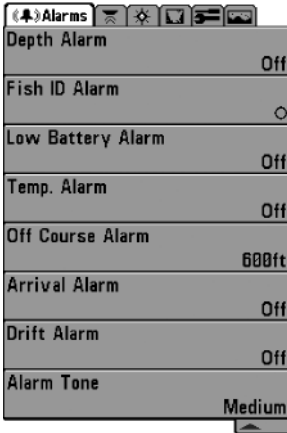 Alarms
Depth Alarm
Off
Fish ID Alarm
Low Battery Alarm
Off
Temp. Alarm
Off
Off Course Alarm
600ft
Arrival Alarm
Off
Drift Alarm
Off
Alarm Tone
Medium